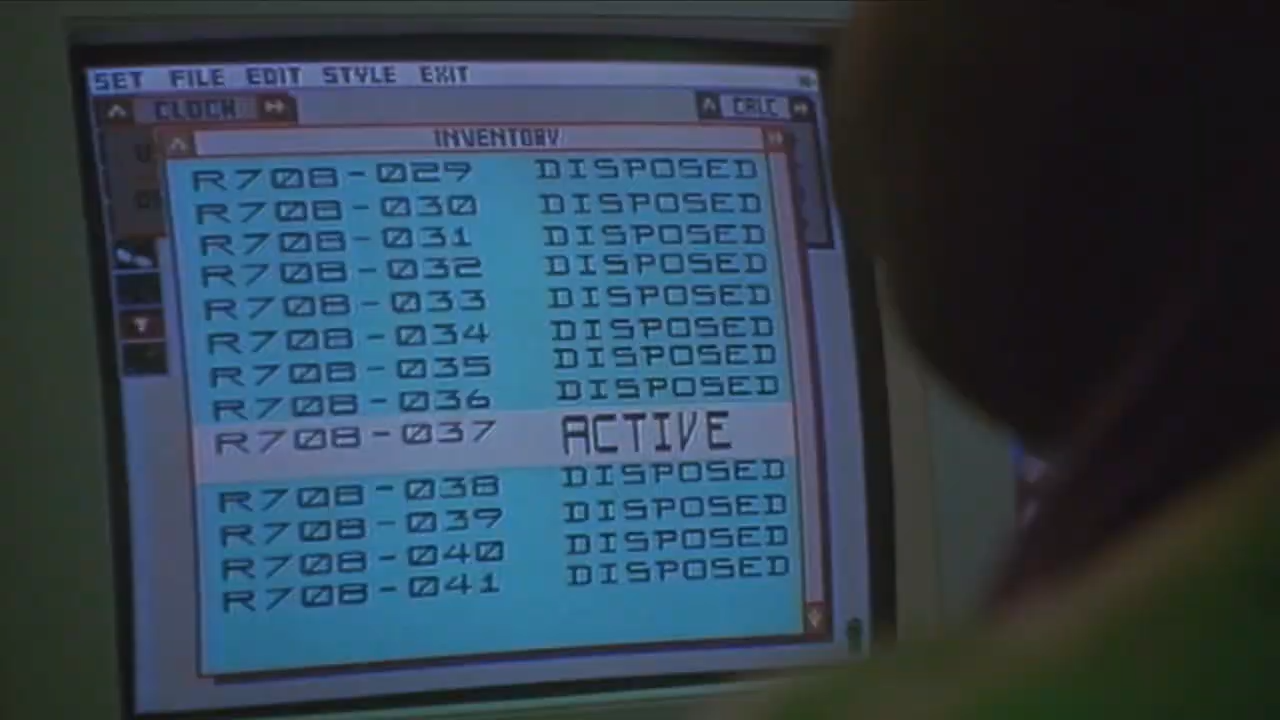 SET FILE EDIT STYLE EXIT
CLOCK CALC
INVENTORY
R708-029 DISPOSED
R708-030 DISPOSED
R708-031 DISPOSED
R708-032 DISPOSED
R708-033 DISPOSED
R708-034 DISPOSED
R708-035 DISPOSED
R708-036 DISPOSED
R708-037 ACTIVE
R708-038 DISPOSED
R708-039 DISPOSED
R708-040 DISPOSED
R708-041 DISPOSED